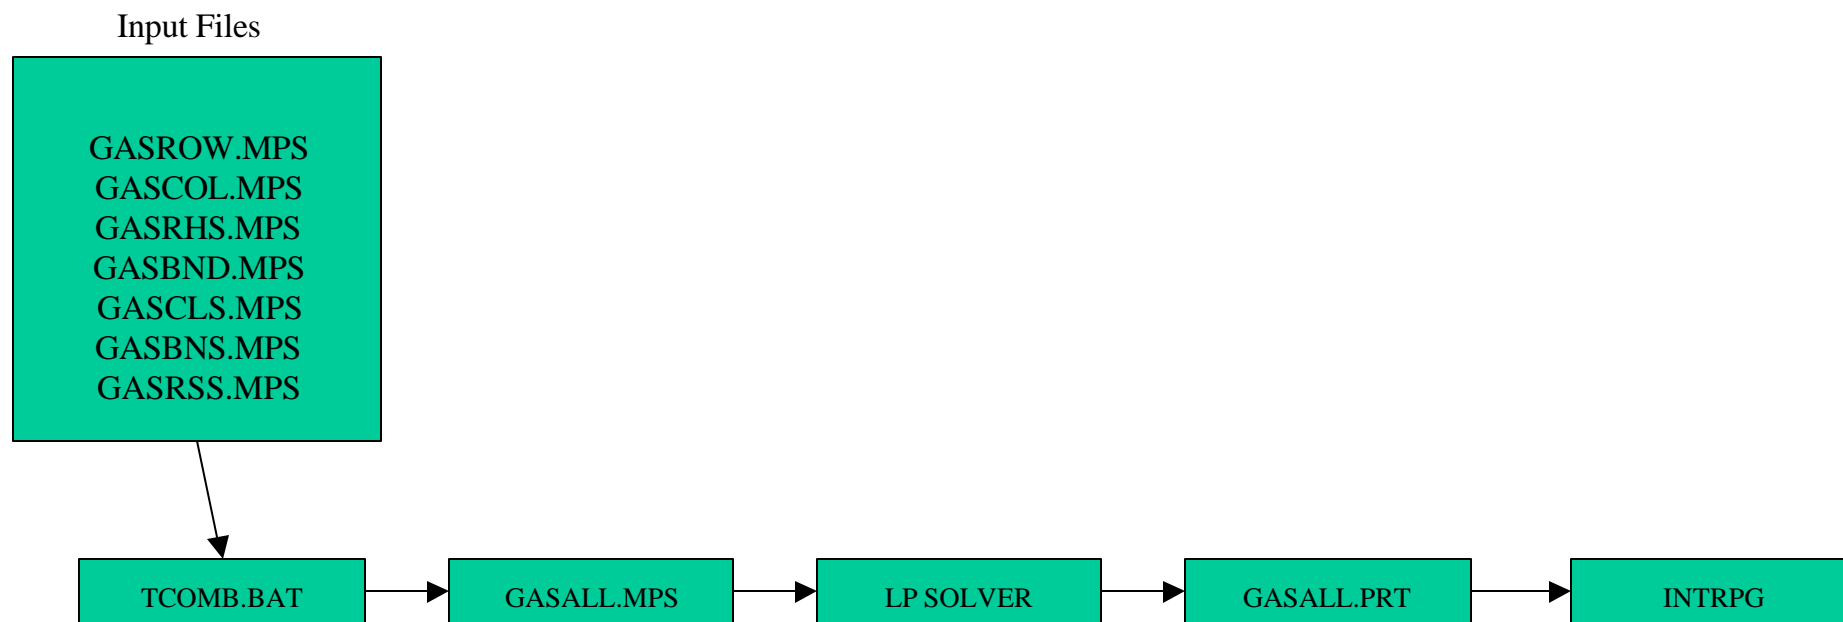 Input Files
GASROW.MPS
GASCOL.MPS
GASRHS.MPS
GASBND.MPS
GASCLS.MPS
GASBNS.MPS
GASRSS.MPS
TCOMB.BAT
GASALL.MPS
LP SOLVER
GASALL.PRT
INTRPG